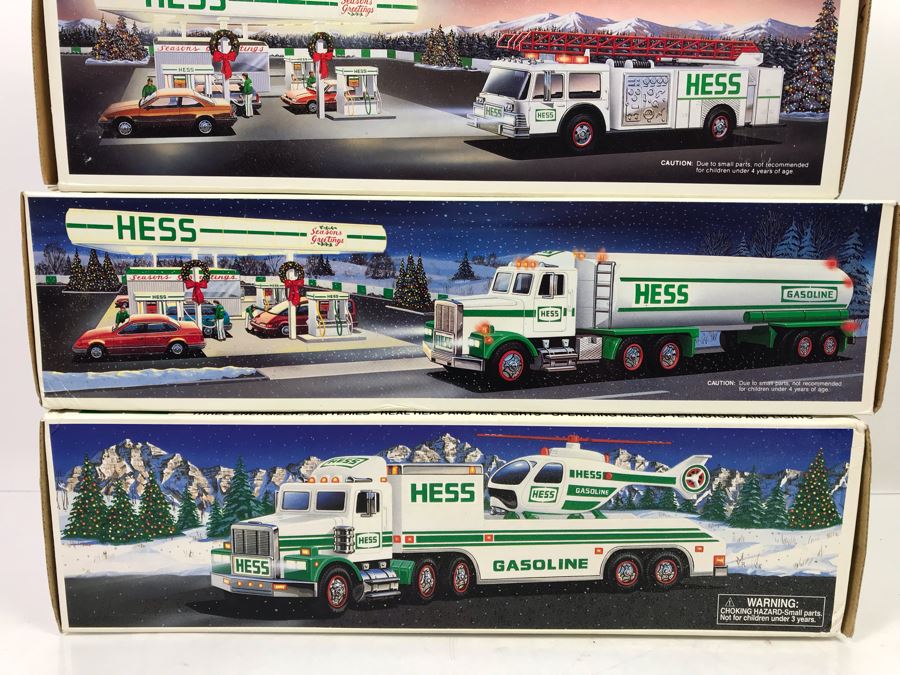 HESS
Seasons
Greetings
Seasons Greetings
HESS
HESS
HESS
HESS
HESS
CAUTION: Due to small parts, not recommended
for children under 4 years of age.
HESS
Seasons
Greetings
Seasons Greetings
HESS
HESS
HESS
HESS
GASOLINE
CAUTION: Due to small parts, not recommended
for children under 4 years of age.
HESS
HESS
HESS
GASOLINE
HESS
HESS
HESS
GASOLINE
WARNING:
CHOKING HAZARD-Small parts.
Not for children under 3 years.